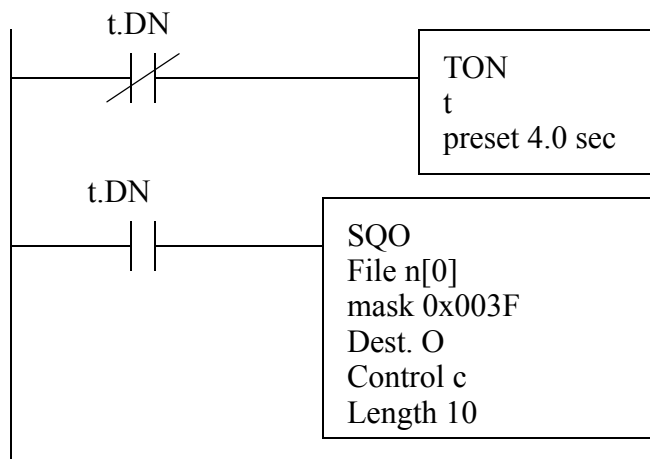 t.DN
TON
t
preset 4.0 sec
t.DN
SQO
File n[0]
mask 0x003F
Dest. O
Control c
Length 10